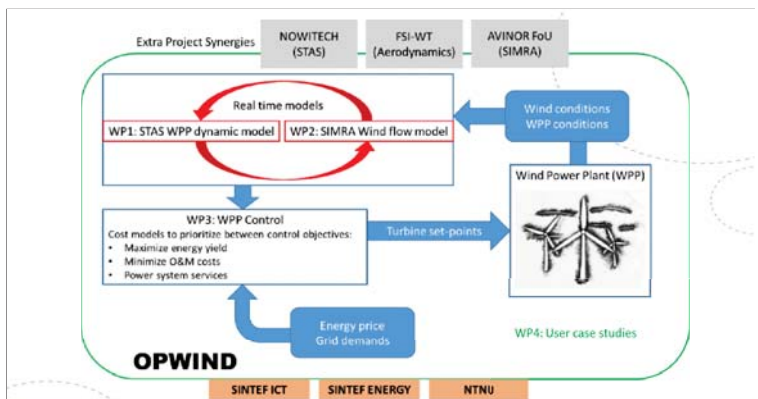 Extra Project Synergies
NOWITECH
(STAS)
FSI-WT
(Aerodynamics)
AVINOR FoU
(SIMRA)
Real time models
WP1: STAS WPP dynamic model
WP2: SIMRA Wind flow model
Wind conditions
WPP conditions
Wind Power Plant (WPP)
WP3: WPP Control
Cost models to prioritize between control objectives:
• Maximize energy yield
• Minimize O&M costs
• Power system services
Turbine set-points
Energy price
Grid demands
WP4: User case studies
OPWIND
SINTEF ICT
SINTEF ENERGY
NTNU